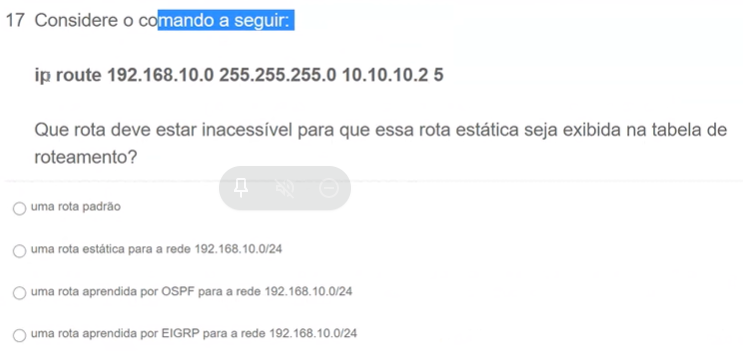 17 Considere o comando a seguir:
ip route 192.168.10.0 255.255.255.0 10.10.10.2 5
Que rota deve estar inacessível para que essa rota estática seja exibida na tabela de
roteamento?
uma rota padrão
uma rota estática para a rede 192.168.10.0/24
uma rota aprendida por OSPF para a rede 192.168.10.0/24
uma rota aprendida por EIGRP para a rede 192.168.10.0/24